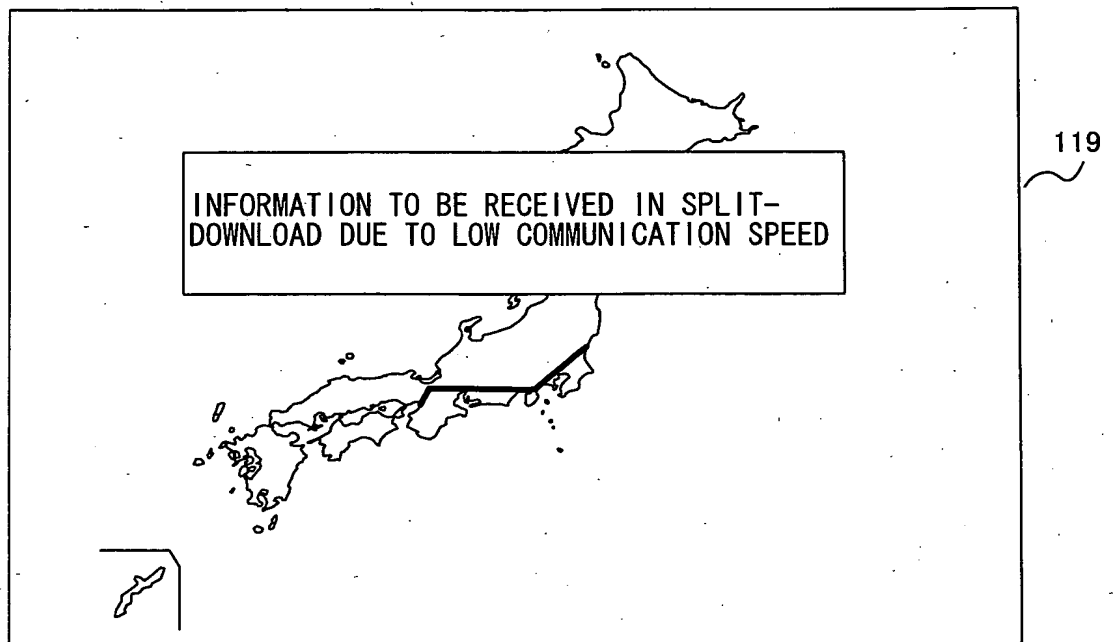 INFORMATION TO BE RECEIVED IN SPLIT-
DOWNLOAD DUE TO LOW COMMUNICATION SPEED
119